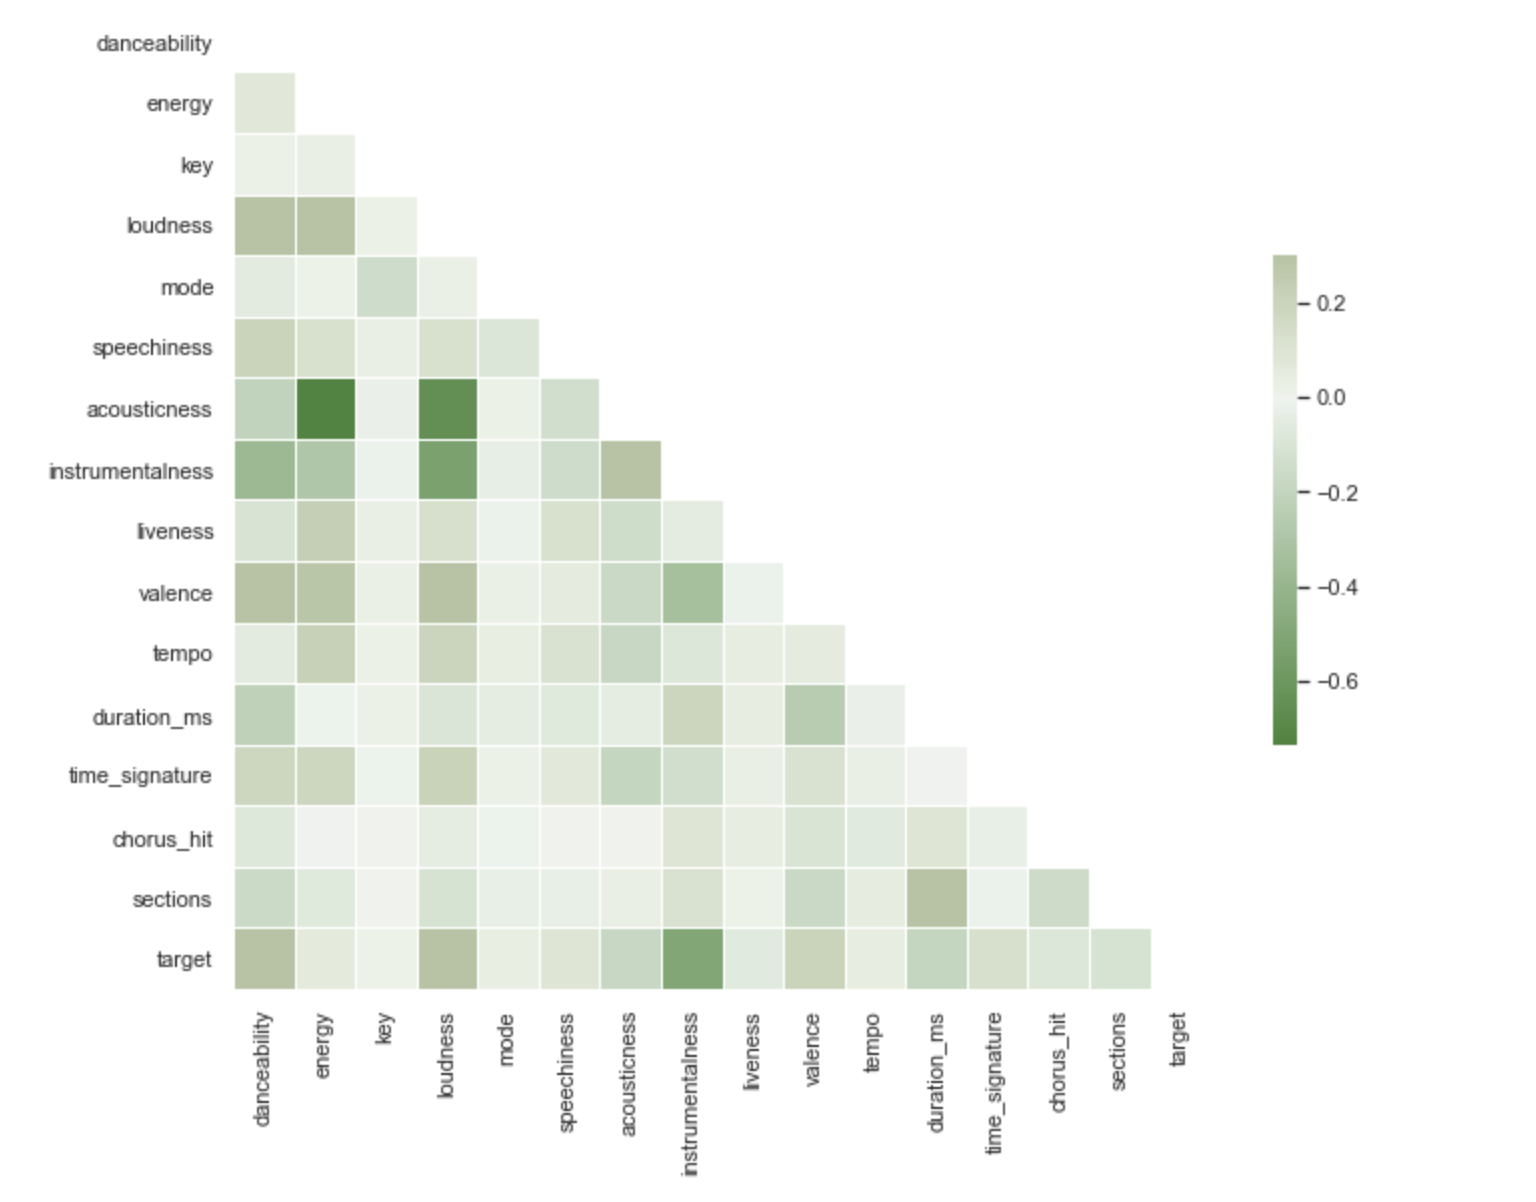 danceability
energy
key
loudness
mode
speechiness
acousticness
instrumentalness
liveness
valence
tempo
duration_ms
time_signature
chorus_hit
sections
target
0.2
0.0
−0.2
−0.4
−0.6
danceability
energy
key
loudness
mode
speechiness
acousticness
instrumentalness
liveness
valence
tempo
duration_ms
time_signature
chorus_hit
sections
target